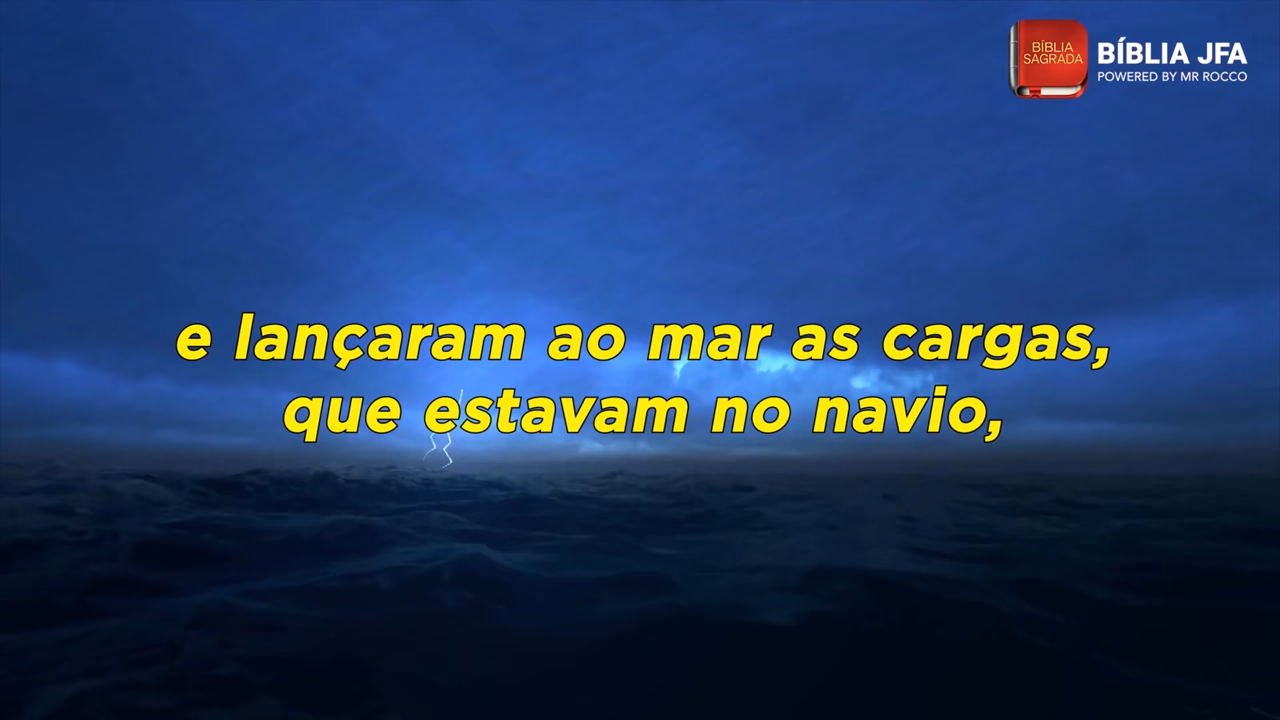 BÍBLIA
SAGRADA
BÍBLIA JFA
POWERED BY MR ROCCO
e lançaram ao mar as cargas,
que estavam no navio,